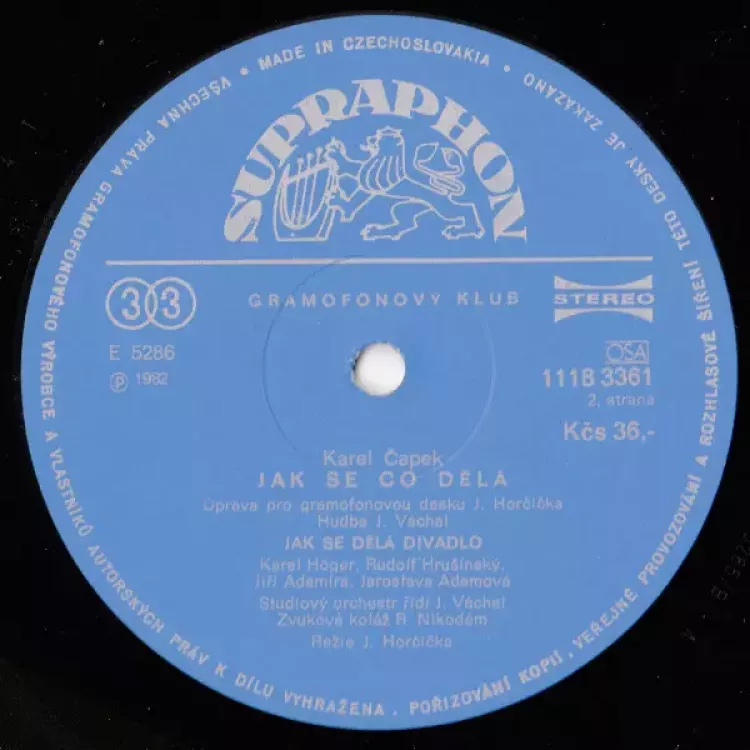 VŠECHNA PRÁVA GRAMOFONOVÉHO VÝROBCE A VLASTNÍKŮ AUTORSKÝCH PRÁV K DÍLU VYHRAŽENA. POŘIZOVÁNÍ KOPIÍ, VEŘEJNÉ PROVOZOVÁNÍ A ROZHLASOVÉ ŠÍŘENÍ TÉTO DESKY JE ZAKÁZÁNO • MADE IN CZECHOSLOVAKIA •
SUPRAPHON
33
GRAMOFONOVÝ KLUB
STEREO
E 5286
Ⓟ 1982
OSA
1118 3361
2. strana
Kčs 36,-
Karel Čapek
JAK SE CO DĚLÁ
Úprava pro gramofonovou desku J. Horčička
Hudba J. Váchal
JAK SE DĚLÁ DIVADLO
Karel Höger, Rudolf Hrušínský,
Jiří Adamíra, Jaroslava Adamová
Studiový orchestr řídí J. Váchal
Zvuková koláž R. Nikodém
Režie J. Horčička